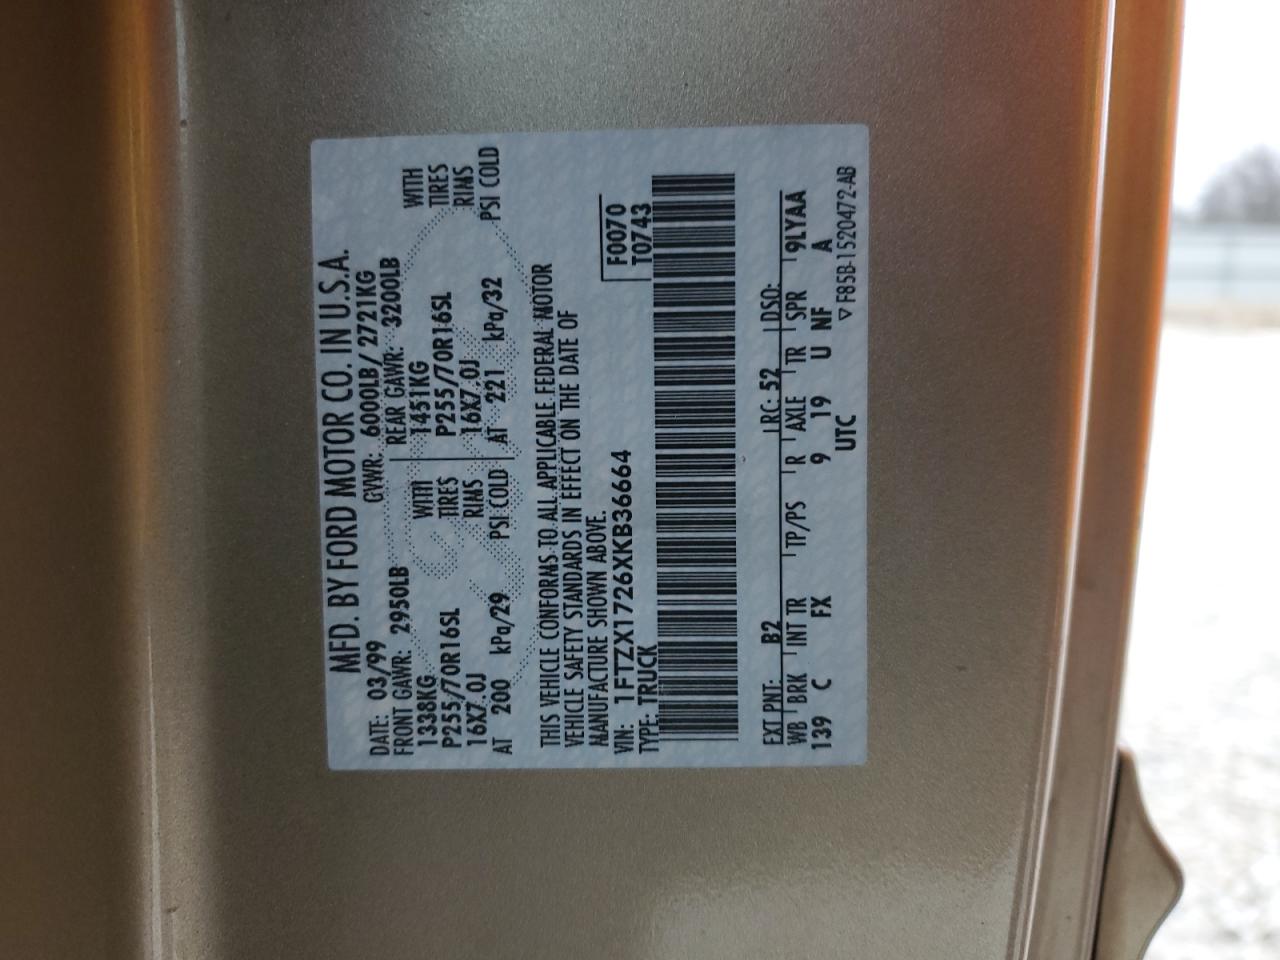 MFD. BY FORD MOTOR CO. IN U.S.A.
DATE: 03/99 GVWR: 6000LB/ 2721KG
FRONT GAWR: 2950LB REAR GAWR: 3200LB
1338KG WITH 1451KG WITH
P255/70R16SL TIRES P255/70R16SL TIRES
16X7.0J RIMS 16X7.0J RIMS
AT 200 kPa/29 PSI COLD AT 221 kPa/32 PSI COLD
THIS VEHICLE CONFORMS TO ALL APPLICABLE FEDERAL MOTOR
VEHICLE SAFETY STANDARDS IN EFFECT ON THE DATE OF
MANUFACTURE SHOWN ABOVE.
VIN: 1FTZX1726XKB36664 F0070
TYPE: TRUCK T0743
EXT PNT: B2 RC: 52 DSO:
WB BRK INT TR TP/PS R AXLE TR SPR 9LYAA
139 C FX 9 19 U NF A
UTC
▽ F85B-1520472-AB